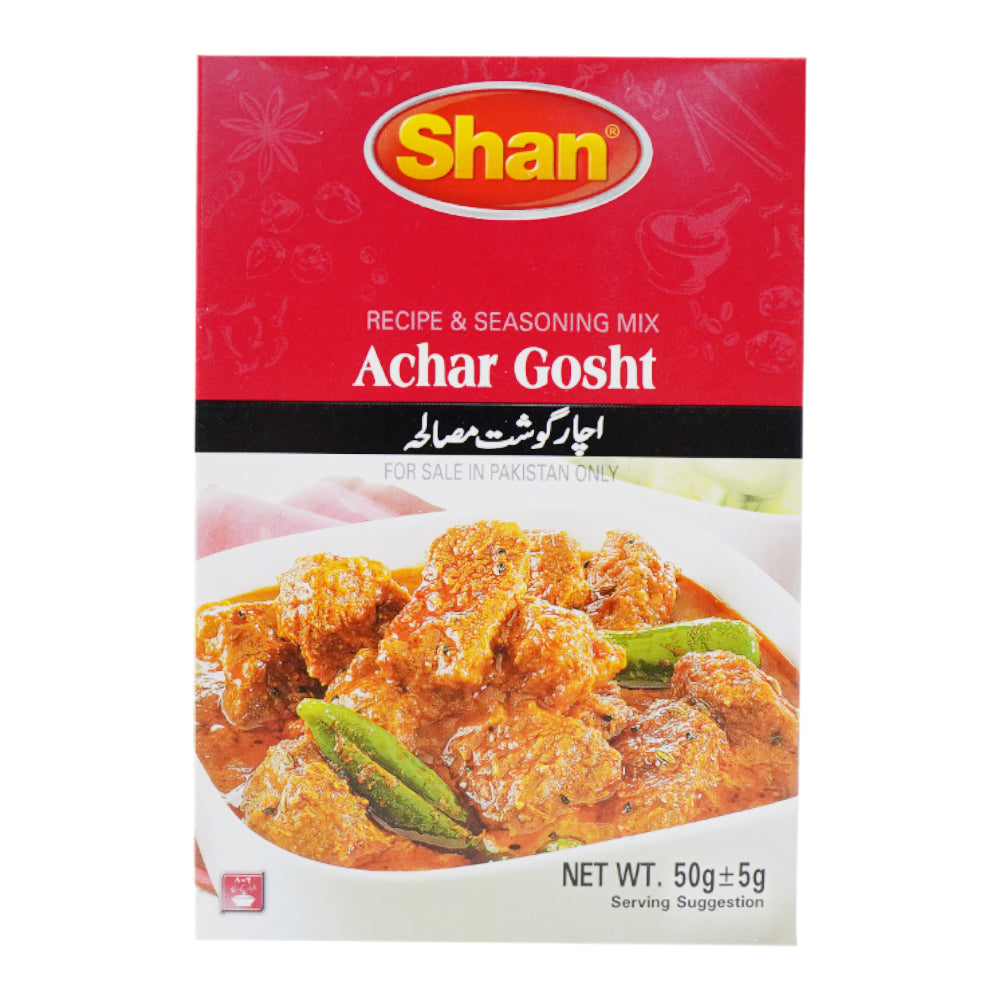 Shan®
RECIPE & SEASONING MIX
Achar Gosht
اچار گوشت مصالحہ
FOR SALE IN PAKISTAN ONLY
NET WT. 50g±5g
Serving Suggestion